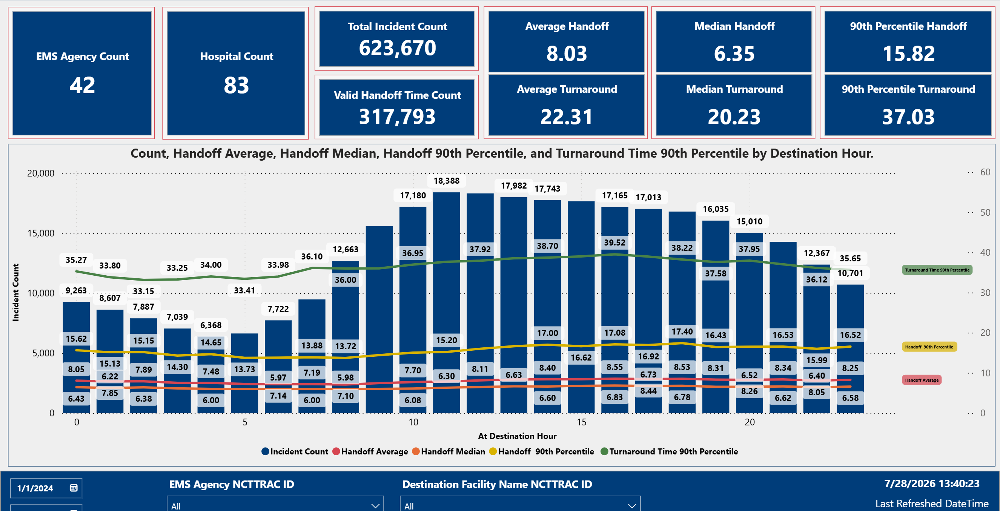 EMS Agency Count
42
Hospital Count
83
Total Incident Count
623,670
Valid Handoff Time Count
317,793
Average Handoff
8.03
Average Turnaround
22.31
Median Handoff
6.35
Median Turnaround
20.23
90th Percentile Handoff
15.82
90th Percentile Turnaround
37.03
Count, Handoff Average, Handoff Median, Handoff 90th Percentile, and Turnaround Time 90th Percentile by Destination Hour.
Incident Count
20,000
15,000
10,000
5,000
0
60
50
40
30
20
10
0
9,263 8,607 7,887 7,039 6,368 7,722 12,663 17,180 18,388 17,982 17,743 17,165 17,013 16,035 15,010 12,367 10,701
35.27 33.80 33.15 33.25 34.00 33.41 33.98 36.10 36.00 36.95 37.92 38.70 39.52 38.22 37.58 37.95 36.12 35.65
15.62 15.13 15.15 14.30 14.65 13.73 13.88 13.72 15.20 17.00 16.62 17.08 16.92 17.40 16.43 16.53 15.99 16.52
8.05 7.85 7.89 7.48 7.14 7.19 7.10 7.70 8.11 8.40 8.55 8.44 8.53 8.31 8.26 8.34 8.05 8.25
6.43 6.22 6.38 6.00 5.97 6.00 5.98 6.08 6.30 6.63 6.60 6.83 6.73 6.78 6.52 6.62 6.40 6.58
Turnaround Time 90th Percentile
Handoff 90th Percentile
Handoff Average
0 5 10 15 20
At Destination Hour
Incident Count Handoff Average Handoff Median Handoff 90th Percentile Turnaround Time 90th Percentile
1/1/2024
EMS Agency NCTTRAC ID
All
Destination Facility Name NCTTRAC ID
All
7/28/2026 13:40:23
Last Refreshed DateTime